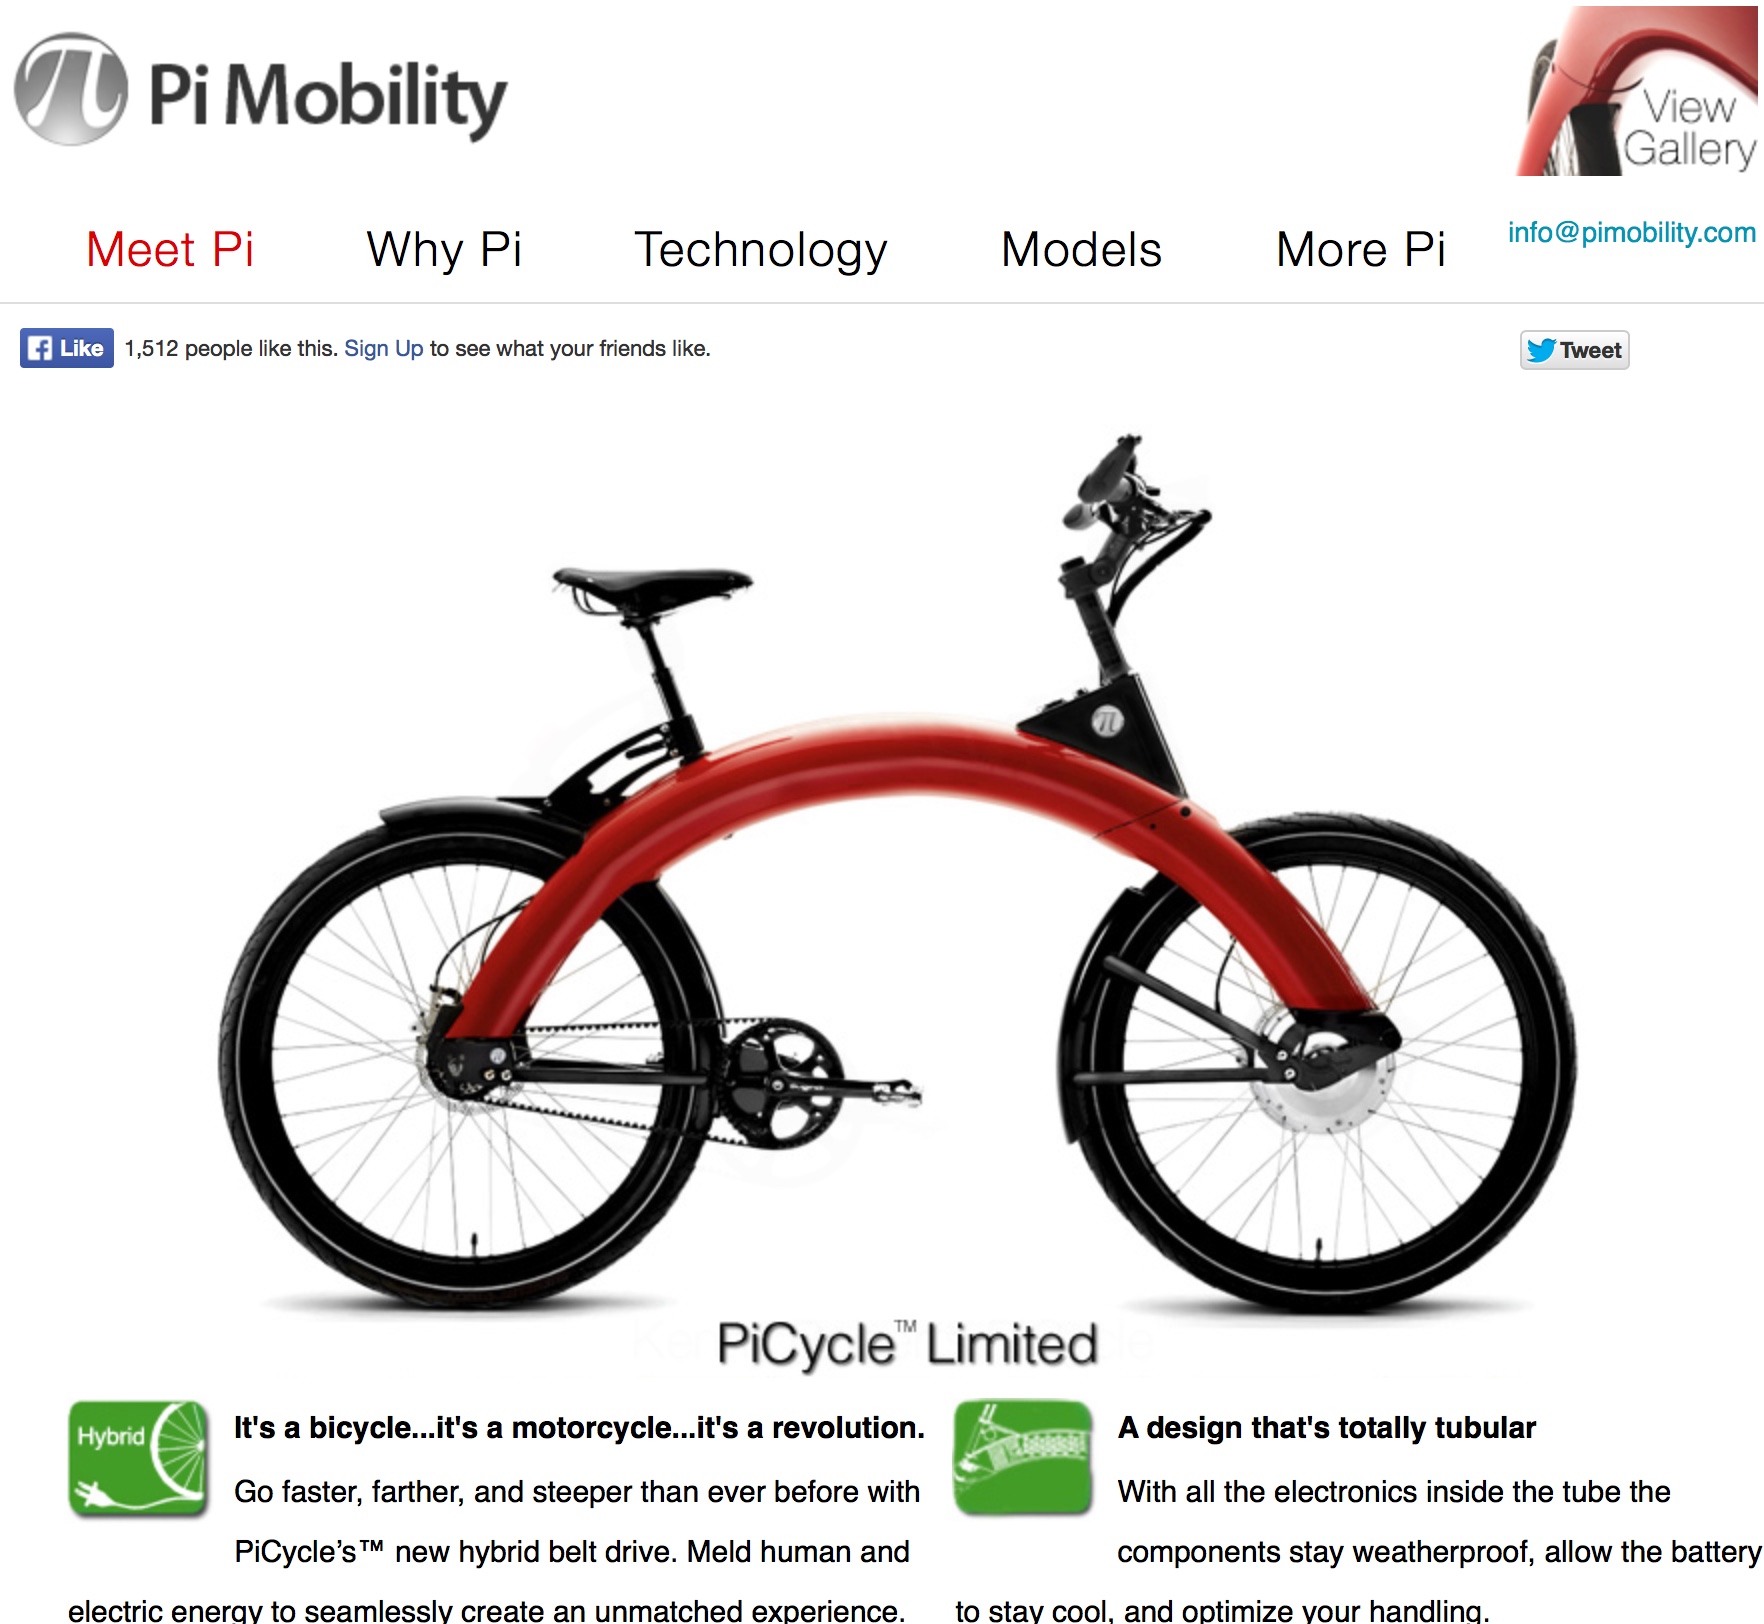 Pi Mobility
View
Gallery
Meet Pi Why Pi Technology Models More Pi info@pimobility.com
Like 1,512 people like this. Sign Up to see what your friends like. Tweet
PiCycle™ Limited
Hybrid
It's a bicycle...it's a motorcycle...it's a revolution.
Go faster, farther, and steeper than ever before with
PiCycle’s™ new hybrid belt drive. Meld human and
electric energy to seamlessly create an unmatched experience.
A design that's totally tubular
With all the electronics inside the tube the
components stay weatherproof, allow the battery
to stay cool, and optimize your handling.